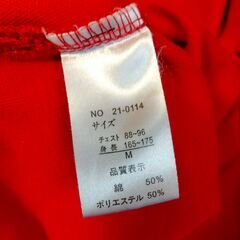 NO 21-0114
サイズ
チェスト 88-96
身長 165-175
M
品質表示
綿 50%
ポリエステル 50%